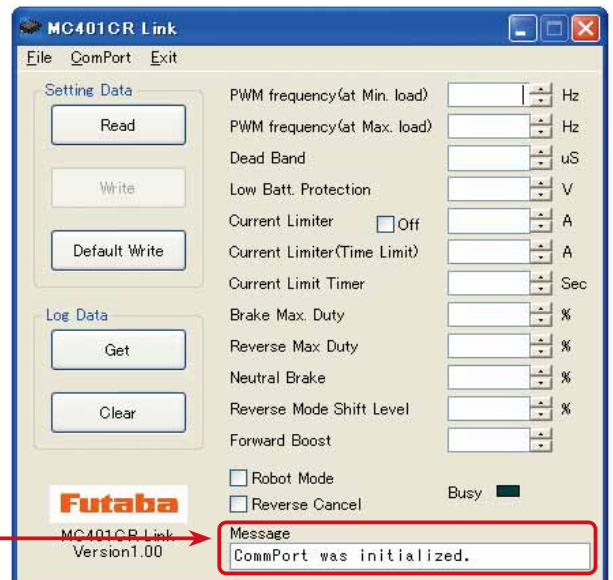 MC401CR Link
File ComPort Exit
Setting Data
Read
Write
Default Write
Log Data
Get
Clear
PWM frequency(at Min. load) Hz
PWM frequency(at Max. load) Hz
Dead Band uS
Low Batt. Protection V
Current Limiter Off A
Current Limiter(Time Limit) A
Current Limit Timer Sec
Brake Max. Duty %
Reverse Max Duty %
Neutral Brake %
Reverse Mode Shift Level %
Forward Boost
Robot Mode
Reverse Cancel
Busy
Futaba
MC401CR Link
Version1.00
Message
CommPort was initialized.